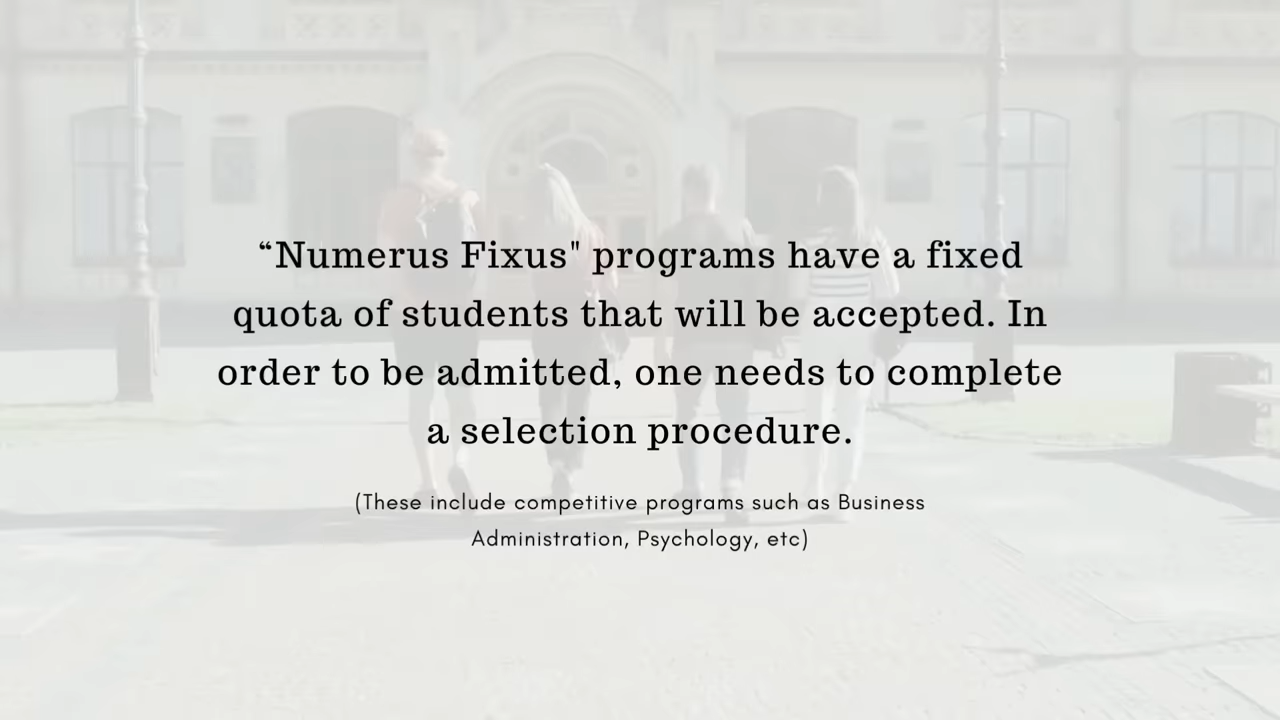 “Numerus Fixus" programs have a fixed
quota of students that will be accepted. In
order to be admitted, one needs to complete
a selection procedure.
(These include competitive programs such as Business
Administration, Psychology, etc)